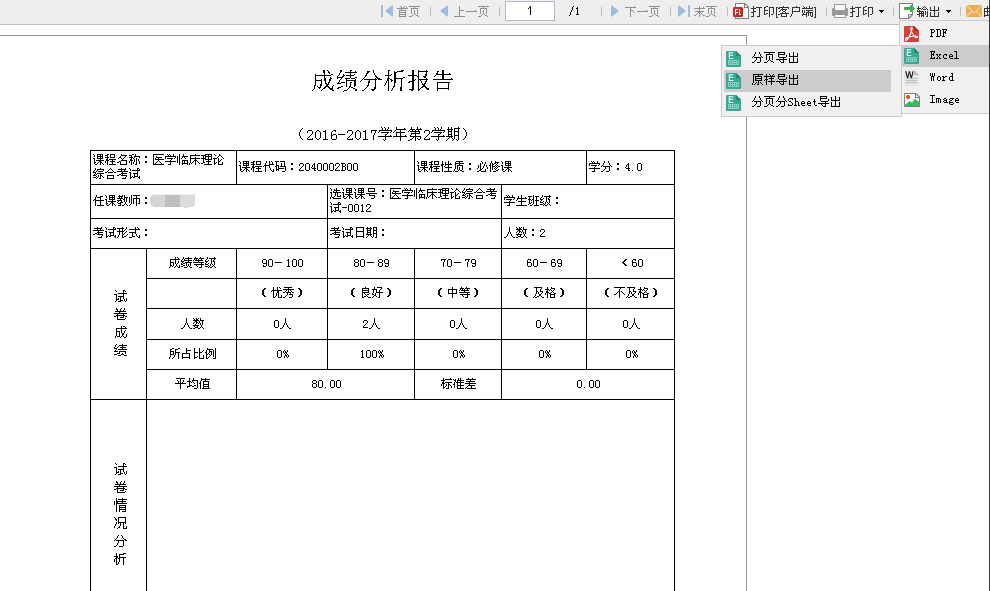 首页 上一页 1 /1 下一页 末页 打印[客户端] 打印 输出
PDF
Excel
Word
Image
分页导出
原样导出
分页分Sheet导出
成绩分析报告
（2016-2017学年第2学期）
课程名称：医学临床理论
综合考试
课程代码：2040002B00
课程性质：必修课
学分：4.0
任课教师：
选课课号：医学临床理论综合考
试-0012
学生班级：
考试形式：
考试日期：
人数：2
试卷成绩
成绩等级 90－100 80－89 70－79 60－69 ＜60
（优秀） （良好） （中等） （及格） （不及格）
人数 0人 2人 0人 0人 0人
所占比例 0% 100% 0% 0% 0%
平均值 80.00 标准差 0.00
试卷情况分析